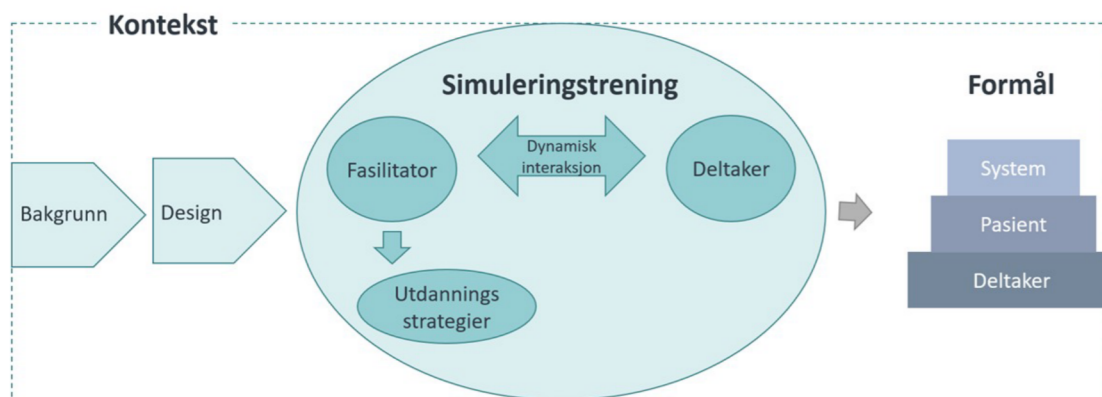 Kontekst
Bakgrunn
Design
Simuleringstrening
Fasilitator
Dynamisk
interaksjon
Deltaker
Utdannings
strategier
Formål
System
Pasient
Deltaker